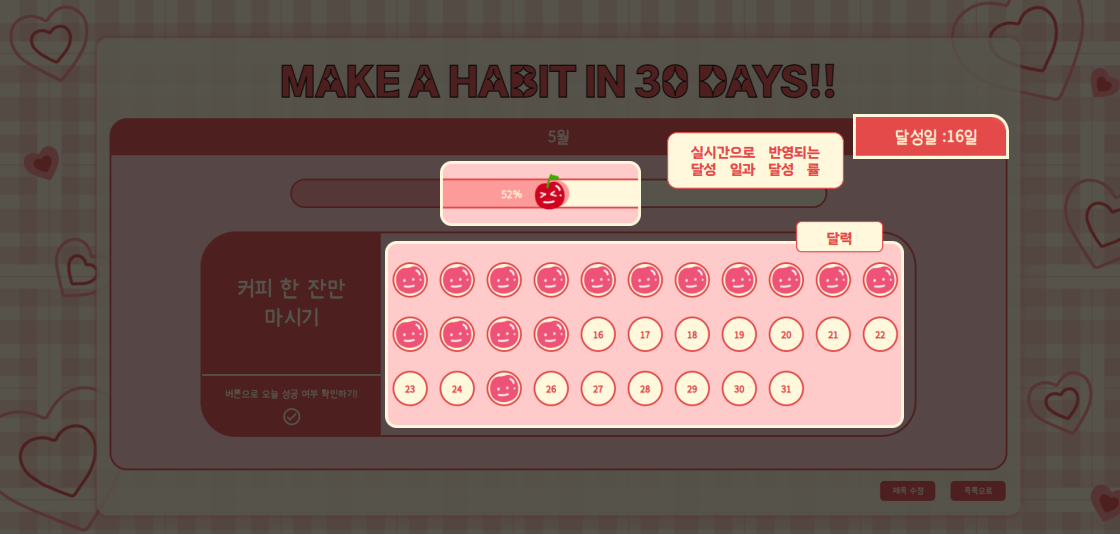 MAKE A HABIT IN 30 DAYS!!
5월
달성일 :16일
실시간으로 반영되는
달성 일과 달성 률
52%
달력
커피 한 잔만
마시기
버튼으로 오늘 성공 여부 확인하기!
16 17 18 19 20 21 22
23 24 26 27 28 29 30 31
제목 수정
목록으로